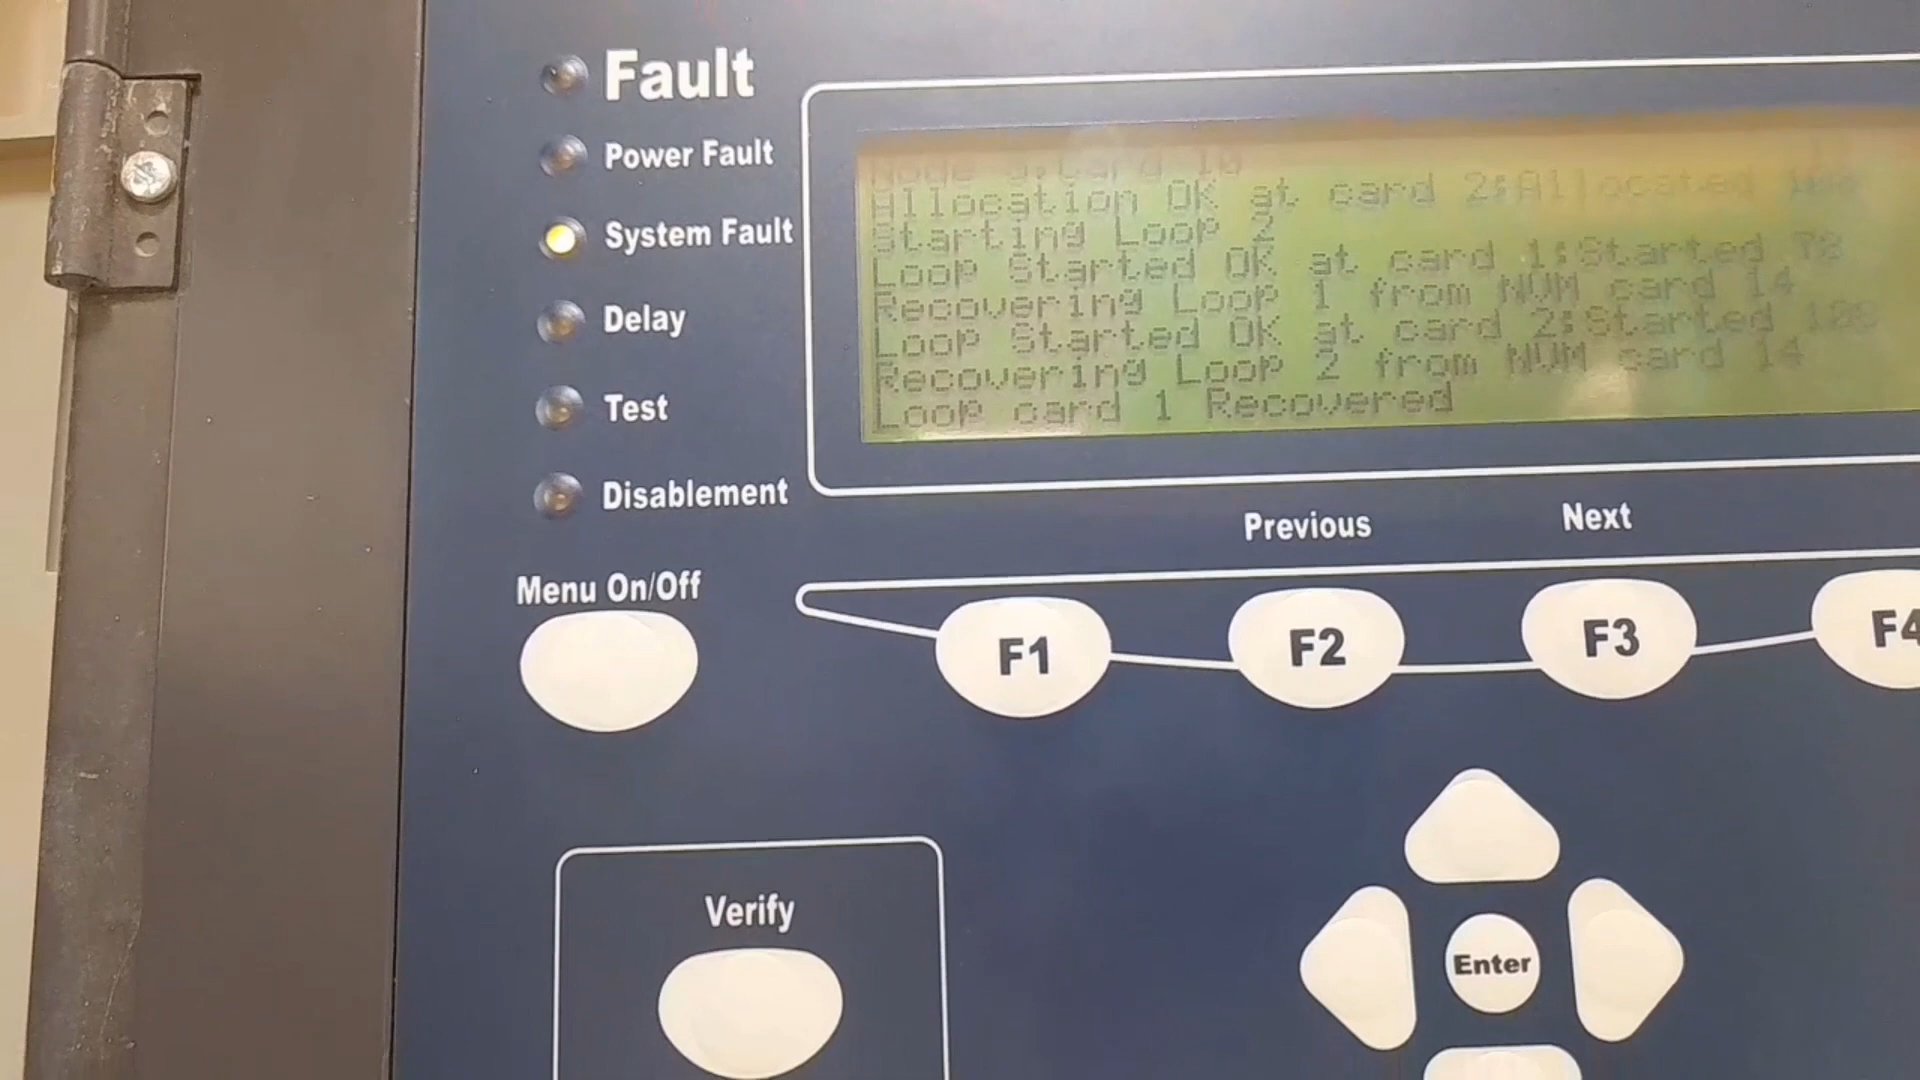 Fault
Power Fault
System Fault
Delay
Test
Disablement
Card 10
Allocation OK at card 2:Allocated
Starting Loop 2
Loop Started OK at card 1:Started 78
Recovering Loop 1 from NVM card 14
Loop Started OK at card 2:Started 108
Recovering Loop 2 from NVM card 14
Loop card 1 Recovered
Previous
Next
Menu On/Off
F1
F2
F3
F4
Verify
Enter